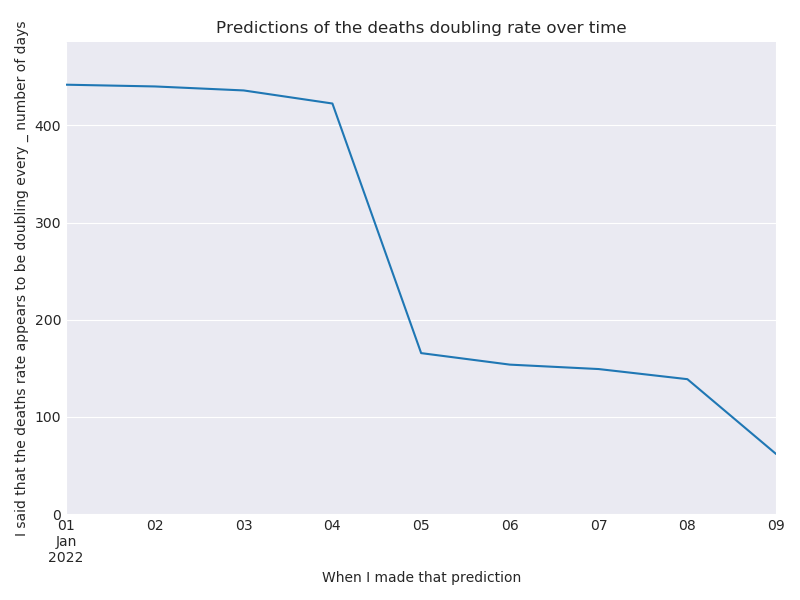 Predictions of the deaths doubling rate over time
I said that the deaths rate appears to be doubling every _ number of days
400
300
200
100
0
01 02 03 04 05 06 07 08 09
Jan
2022
When I made that prediction